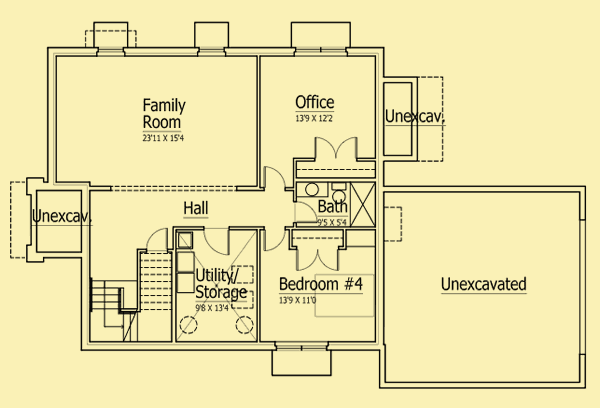 Family
Room
23'11 X 15'4
Office
13'9 X 12'2
Unexcav.
Unexcav.
Hall
Bath
9'5 X 5'4
Utility/
Storage
9'8 X 13'4
Bedroom #4
13'9 X 11'0
Unexcavated